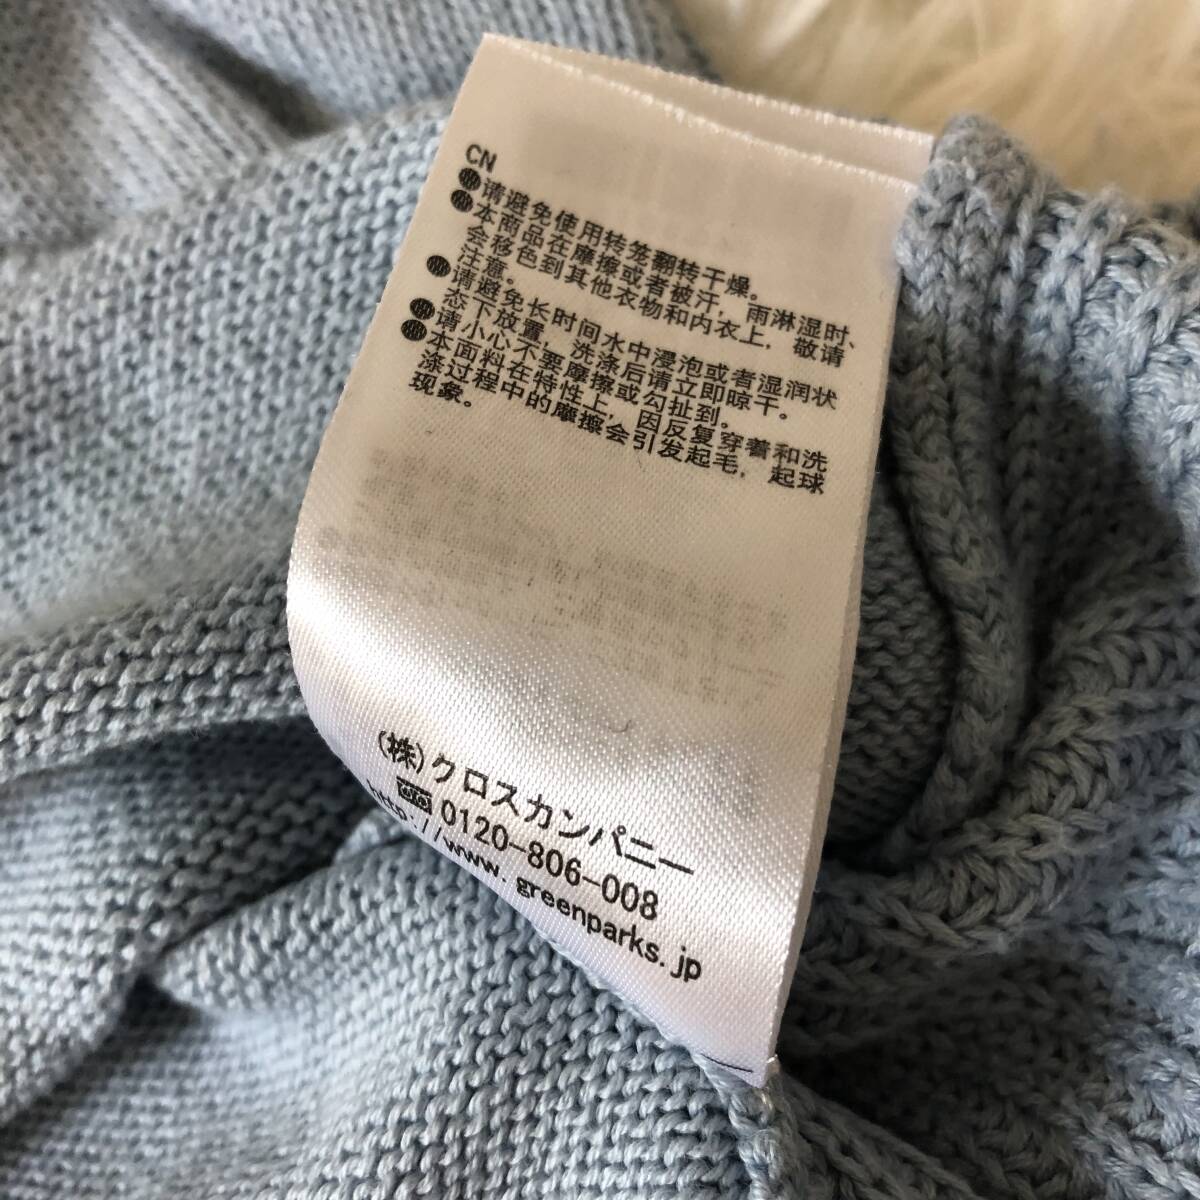 CN
●请避免使用转笼翻转干燥。
●本商品在摩擦或者被汗，雨淋湿时、
会移色到其他衣物和内衣上，敬请
注意。
●请避免长时间水中浸泡或者湿润状
态下放置，洗涤后请立即晾干。
●请小心不要摩擦或勾扯到。
●本面料在特性上，因反复穿着和洗
涤过程中的摩擦会引发起毛，起球
现象。
(株)クロスカンパニー
0120-806-008
http://www.greenparks.jp